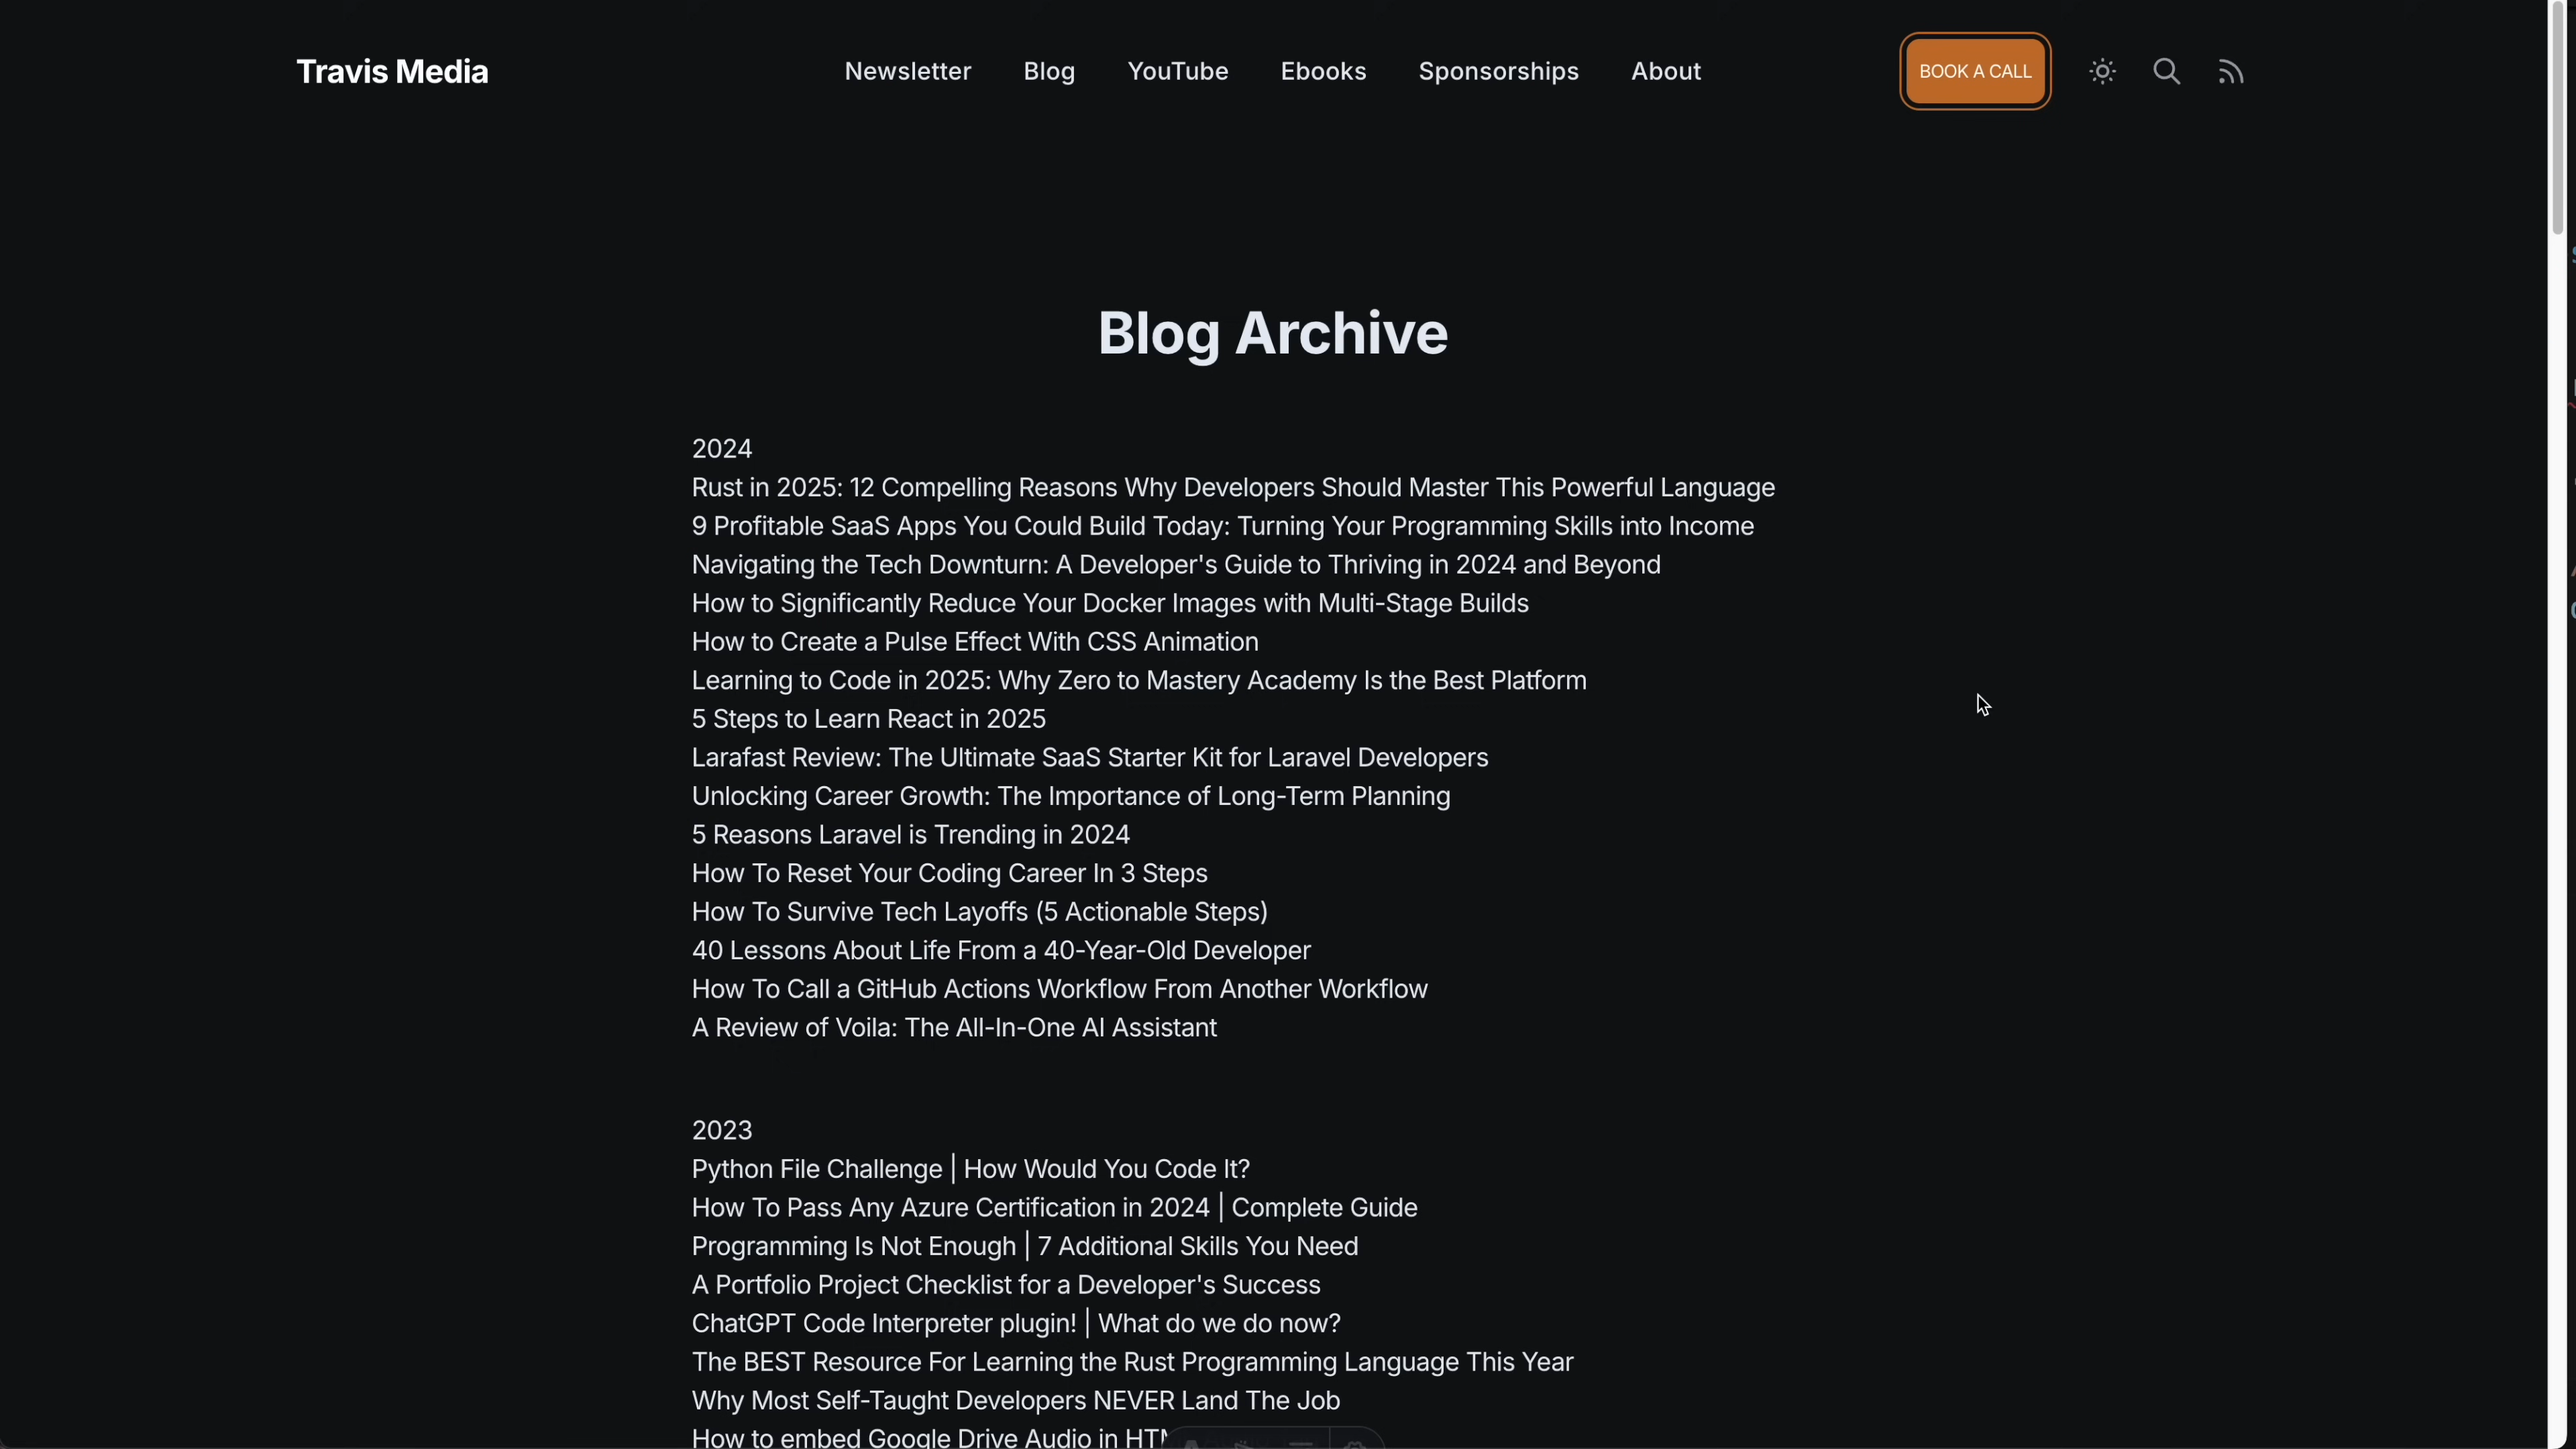 Travis Media
Newsletter
Blog
YouTube
Ebooks
Sponsorships
About
BOOK A CALL
Blog Archive
2024
Rust in 2025: 12 Compelling Reasons Why Developers Should Master This Powerful Language
9 Profitable SaaS Apps You Could Build Today: Turning Your Programming Skills into Income
Navigating the Tech Downturn: A Developer's Guide to Thriving in 2024 and Beyond
How to Significantly Reduce Your Docker Images with Multi-Stage Builds
How to Create a Pulse Effect With CSS Animation
Learning to Code in 2025: Why Zero to Mastery Academy Is the Best Platform
5 Steps to Learn React in 2025
Larafast Review: The Ultimate SaaS Starter Kit for Laravel Developers
Unlocking Career Growth: The Importance of Long-Term Planning
5 Reasons Laravel is Trending in 2024
How To Reset Your Coding Career In 3 Steps
How To Survive Tech Layoffs (5 Actionable Steps)
40 Lessons About Life From a 40-Year-Old Developer
How To Call a GitHub Actions Workflow From Another Workflow
A Review of Voila: The All-In-One AI Assistant
2023
Python File Challenge | How Would You Code It?
How To Pass Any Azure Certification in 2024 | Complete Guide
Programming Is Not Enough | 7 Additional Skills You Need
A Portfolio Project Checklist for a Developer's Success
ChatGPT Code Interpreter plugin! | What do we do now?
The BEST Resource For Learning the Rust Programming Language This Year
Why Most Self-Taught Developers NEVER Land The Job
How to embed Google Drive Audio in